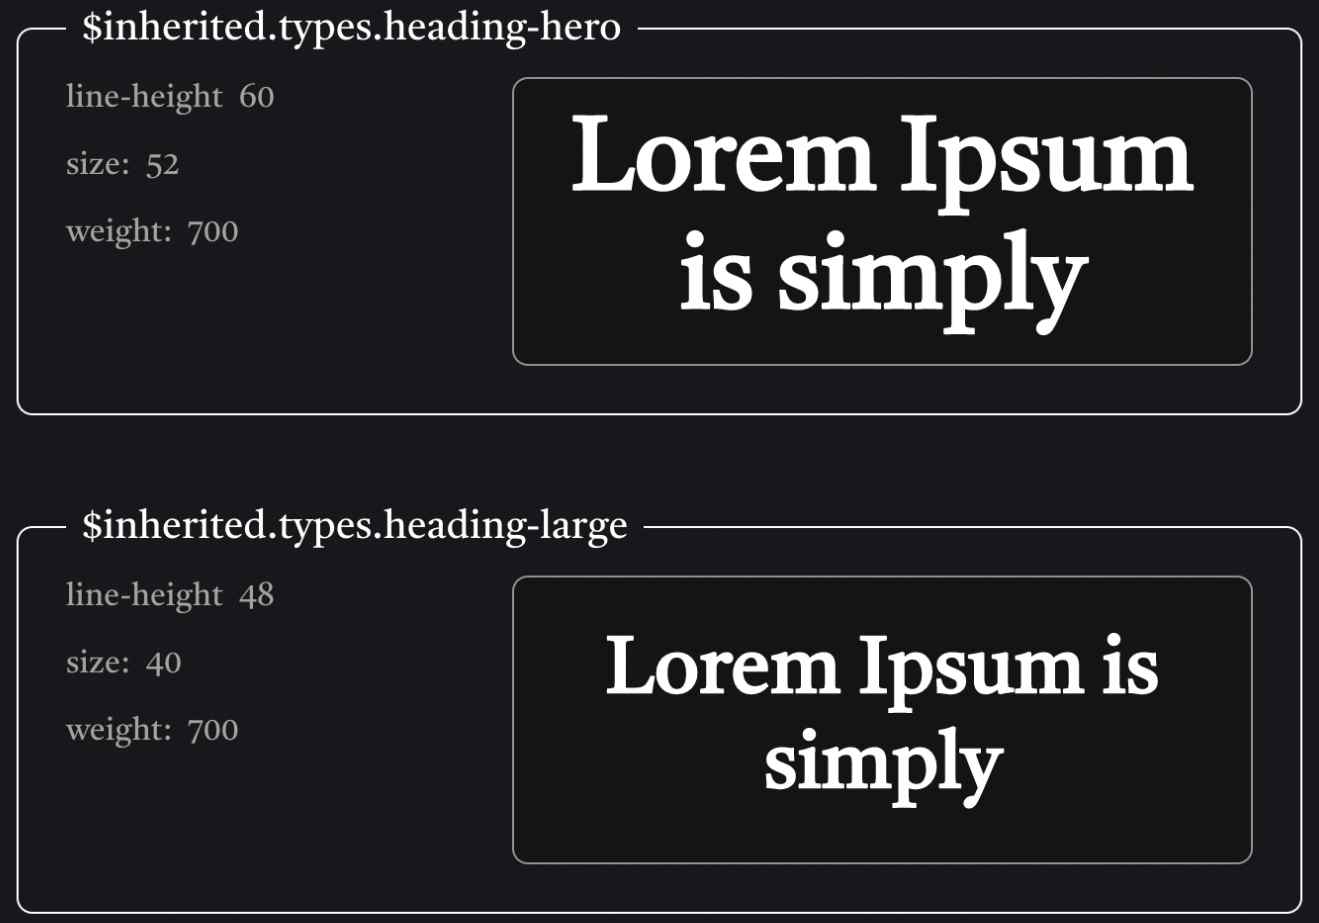 $inherited.types.heading-hero
line-height 60
size: 52
weight: 700
Lorem Ipsum
is simply
$inherited.types.heading-large
line-height 48
size: 40
weight: 700
Lorem Ipsum is
simply